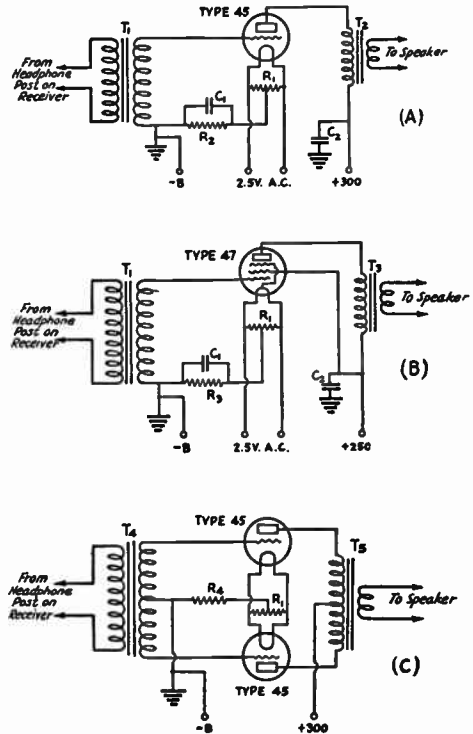 TYPE 45
T1
T2
From
Headphone
Post on
Receiver
To Speaker
R1
C1
R2
C2
(A)
-B
2.5V. A.C.
+300
TYPE 47
T1
T3
From
Headphone
Post on
Receiver
To Speaker
R1
C1
R3
C2
(B)
-B
2.5V. A.C.
+250
TYPE 45
T4
T5
From
Headphone
Post on
Receiver
R4
R1
To Speaker
(C)
TYPE 45
-B
+300